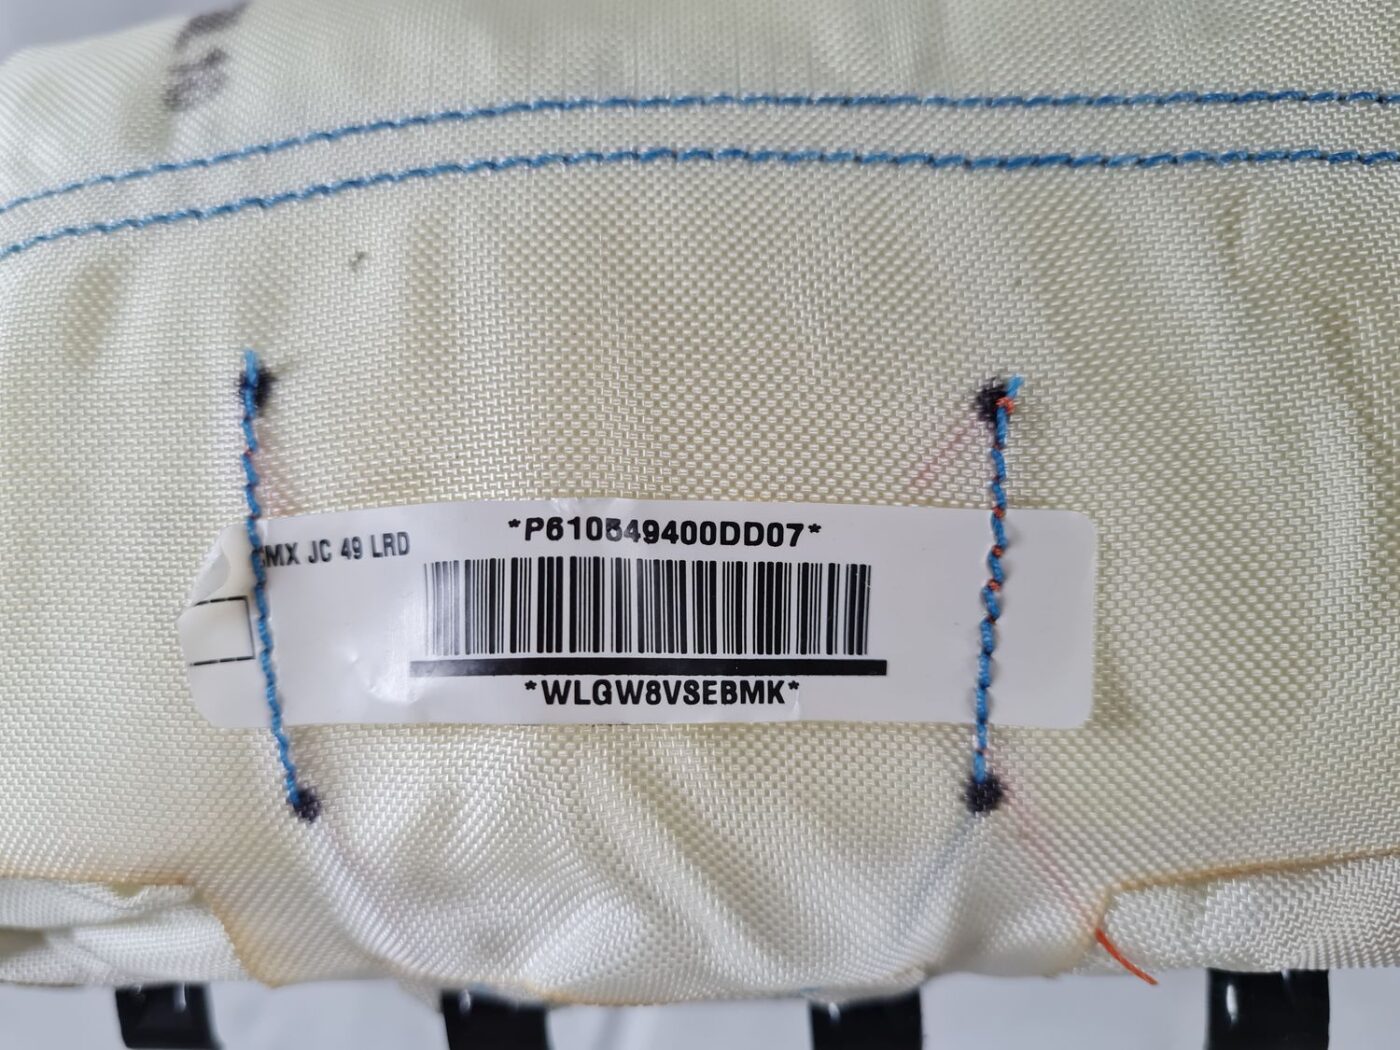 *P610549400DD07*
MX JC 49 LRD
*WLGW8VSEBMK*